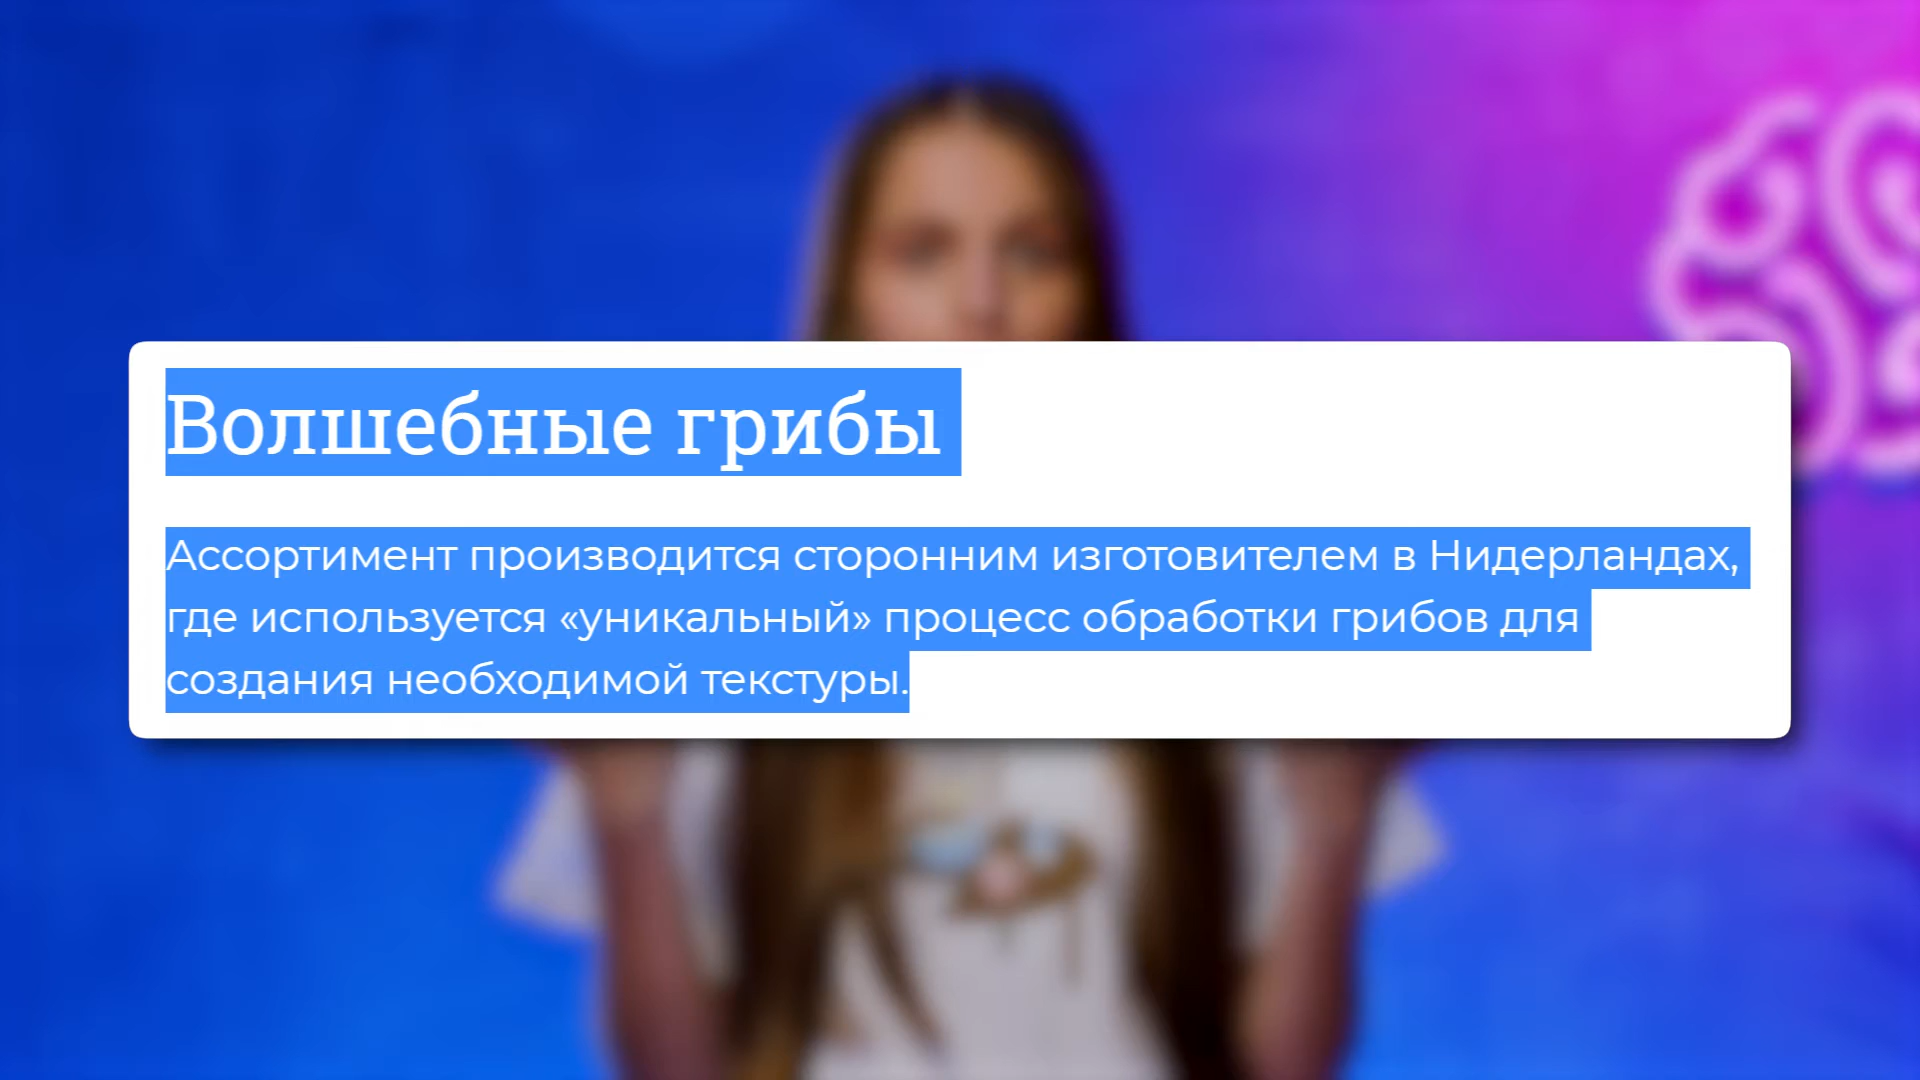 Волшебные грибы
Ассортимент производится сторонним изготовителем в Нидерландах,
где используется «уникальный» процесс обработки грибов для
создания необходимой текстуры.